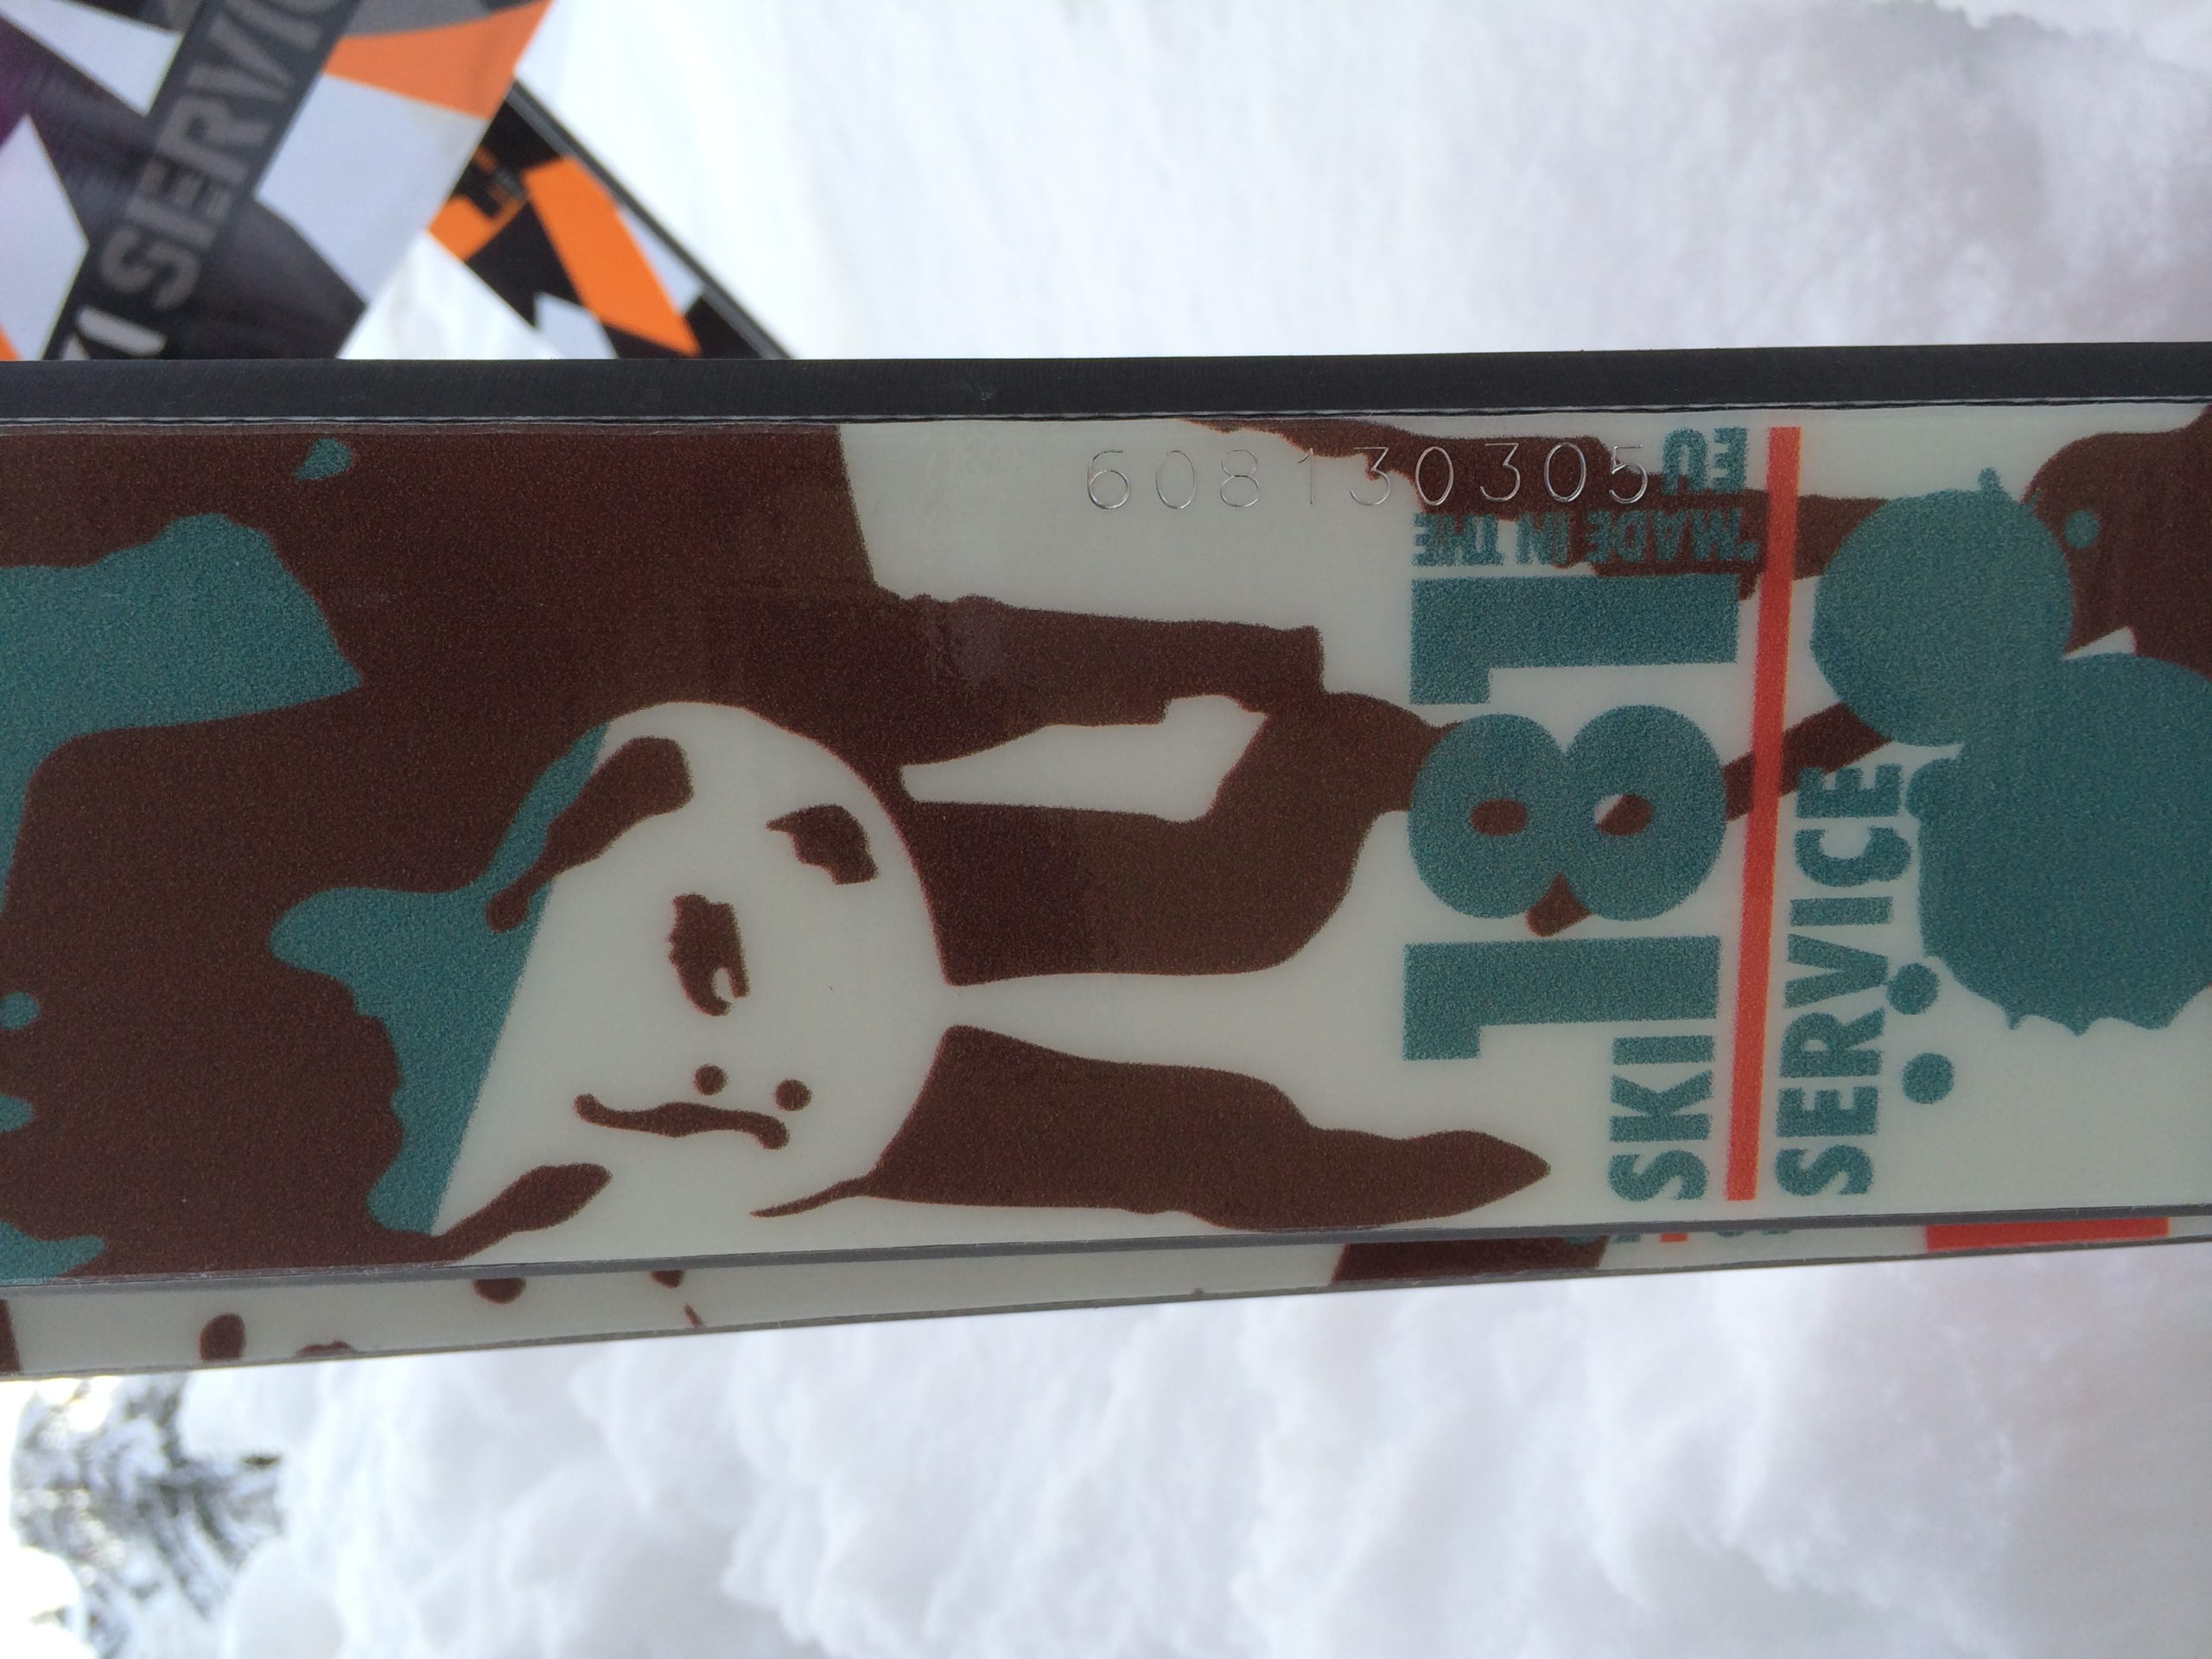 SERVIC
608130305
"MADE IN THE
EU
181
SKI
SERVICE